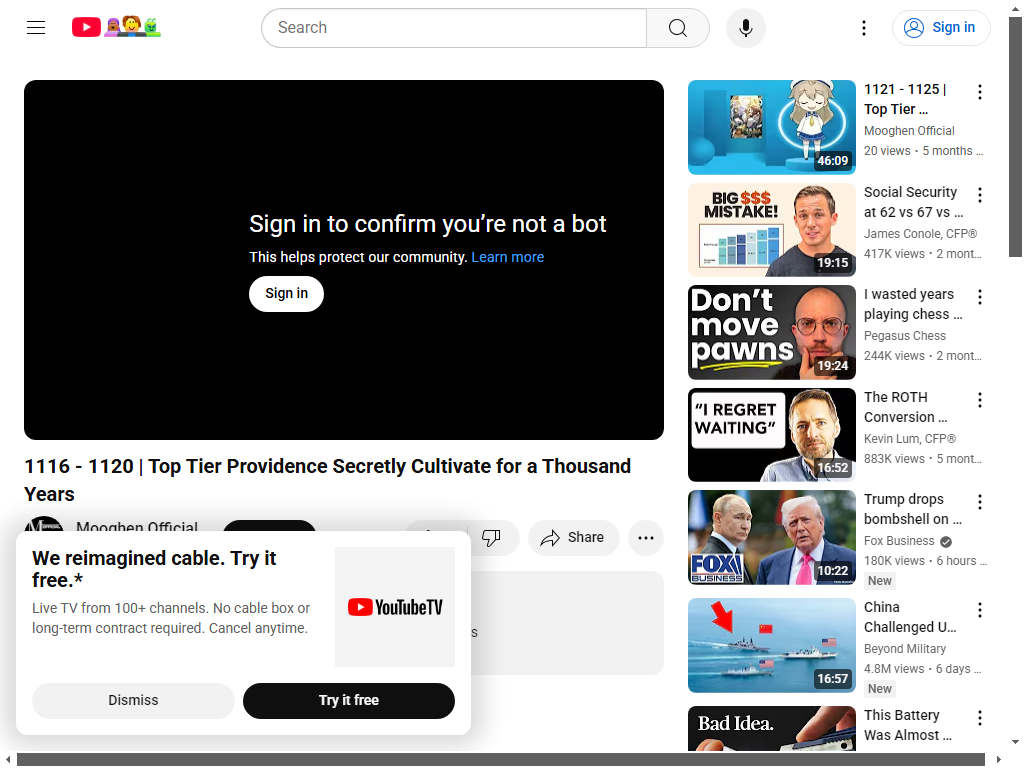 Search
Sign in
Sign in to confirm you're not a bot
This helps protect our community. Learn more
Sign in
1116 - 1120 | Top Tier Providence Secretly Cultivate for a Thousand
Years
Mooghen Official
Share
We reimagined cable. Try it
free.*
Live TV from 100+ channels. No cable box or
long-term contract required. Cancel anytime.
YouTubeTV
Dismiss
Try it free
46:09
1121 - 1125 |
Top Tier ...
Mooghen Official
20 views • 5 months ...
BIG $$$
MISTAKE!
19:15
Social Security
at 62 vs 67 vs ...
James Conole, CFP®
417K views • 2 mont...
Don't
move
pawns
19:24
I wasted years
playing chess ...
Pegasus Chess
244K views • 2 mont...
"I REGRET
WAITING"
16:52
The ROTH
Conversion ...
Kevin Lum, CFP®
883K views • 5 mont...
FOX
BUSINESS
10:22
Trump drops
bombshell on ...
Fox Business
180K views • 6 hours ...
New
16:57
China
Challenged U...
Beyond Military
4.8M views • 6 days ...
New
Bad Idea.
This Battery
Was Almost ...